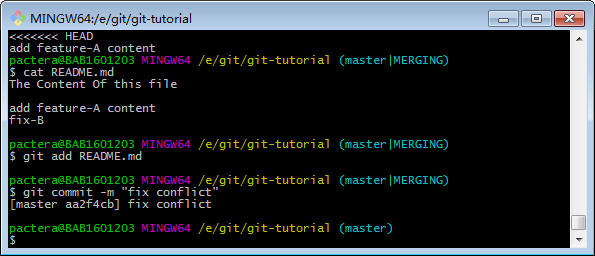 MINGW64:/e/git/git-tutorial
<<<<<<< HEAD
add feature-A content
pactera@BAB1601203 MINGW64 /e/git/git-tutorial (master|MERGING)
$ cat README.md
The Content Of this file

add feature-A content
fix-B

pactera@BAB1601203 MINGW64 /e/git/git-tutorial (master|MERGING)
$ git add README.md

pactera@BAB1601203 MINGW64 /e/git/git-tutorial (master|MERGING)
$ git commit -m "fix conflict"
[master aa2f4cb] fix conflict

pactera@BAB1601203 MINGW64 /e/git/git-tutorial (master)
$